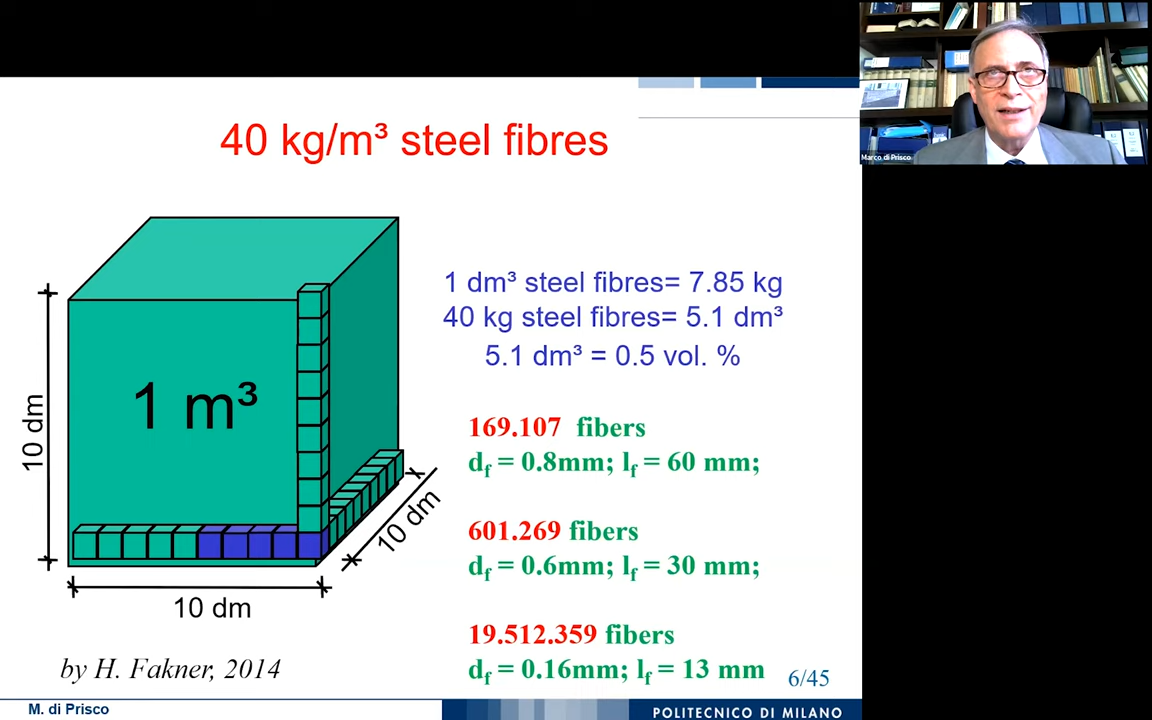 Marco di Prisco
40 kg/m³ steel fibres
1 dm³ steel fibres= 7.85 kg
40 kg steel fibres= 5.1 dm³
5.1 dm³ = 0.5 vol. %
1 m³
10 dm
10 dm
10 dm
169.107 fibers
df = 0.8mm; lf = 60 mm;
601.269 fibers
df = 0.6mm; lf = 30 mm;
19.512.359 fibers
df = 0.16mm; lf = 13 mm
by H. Fakner, 2014
6/45
M. di Prisco
POLITECNICO DI MILANO